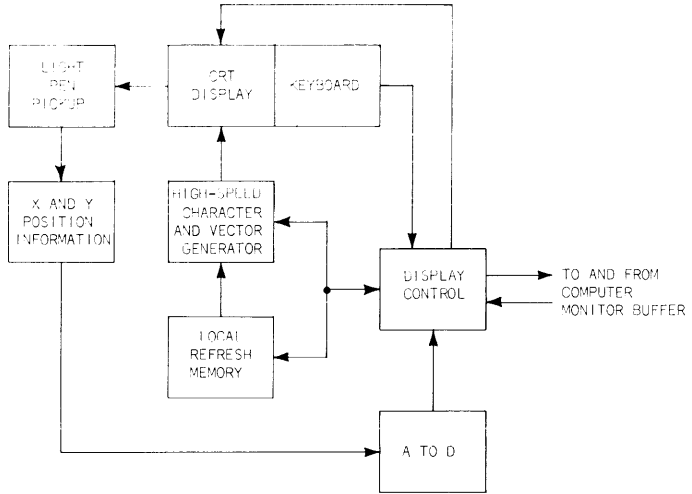 LIGHT
PEN
PICKUP
CRT
DISPLAY
KEYBOARD
X AND Y
POSITION
INFORMATION
HIGH-SPEED
CHARACTER
AND VECTOR
GENERATOR
DISPLAY
CONTROL
TO AND FROM
COMPUTER
MONITOR BUFFER
LOCAL
REFRESH
MEMORY
A TO D